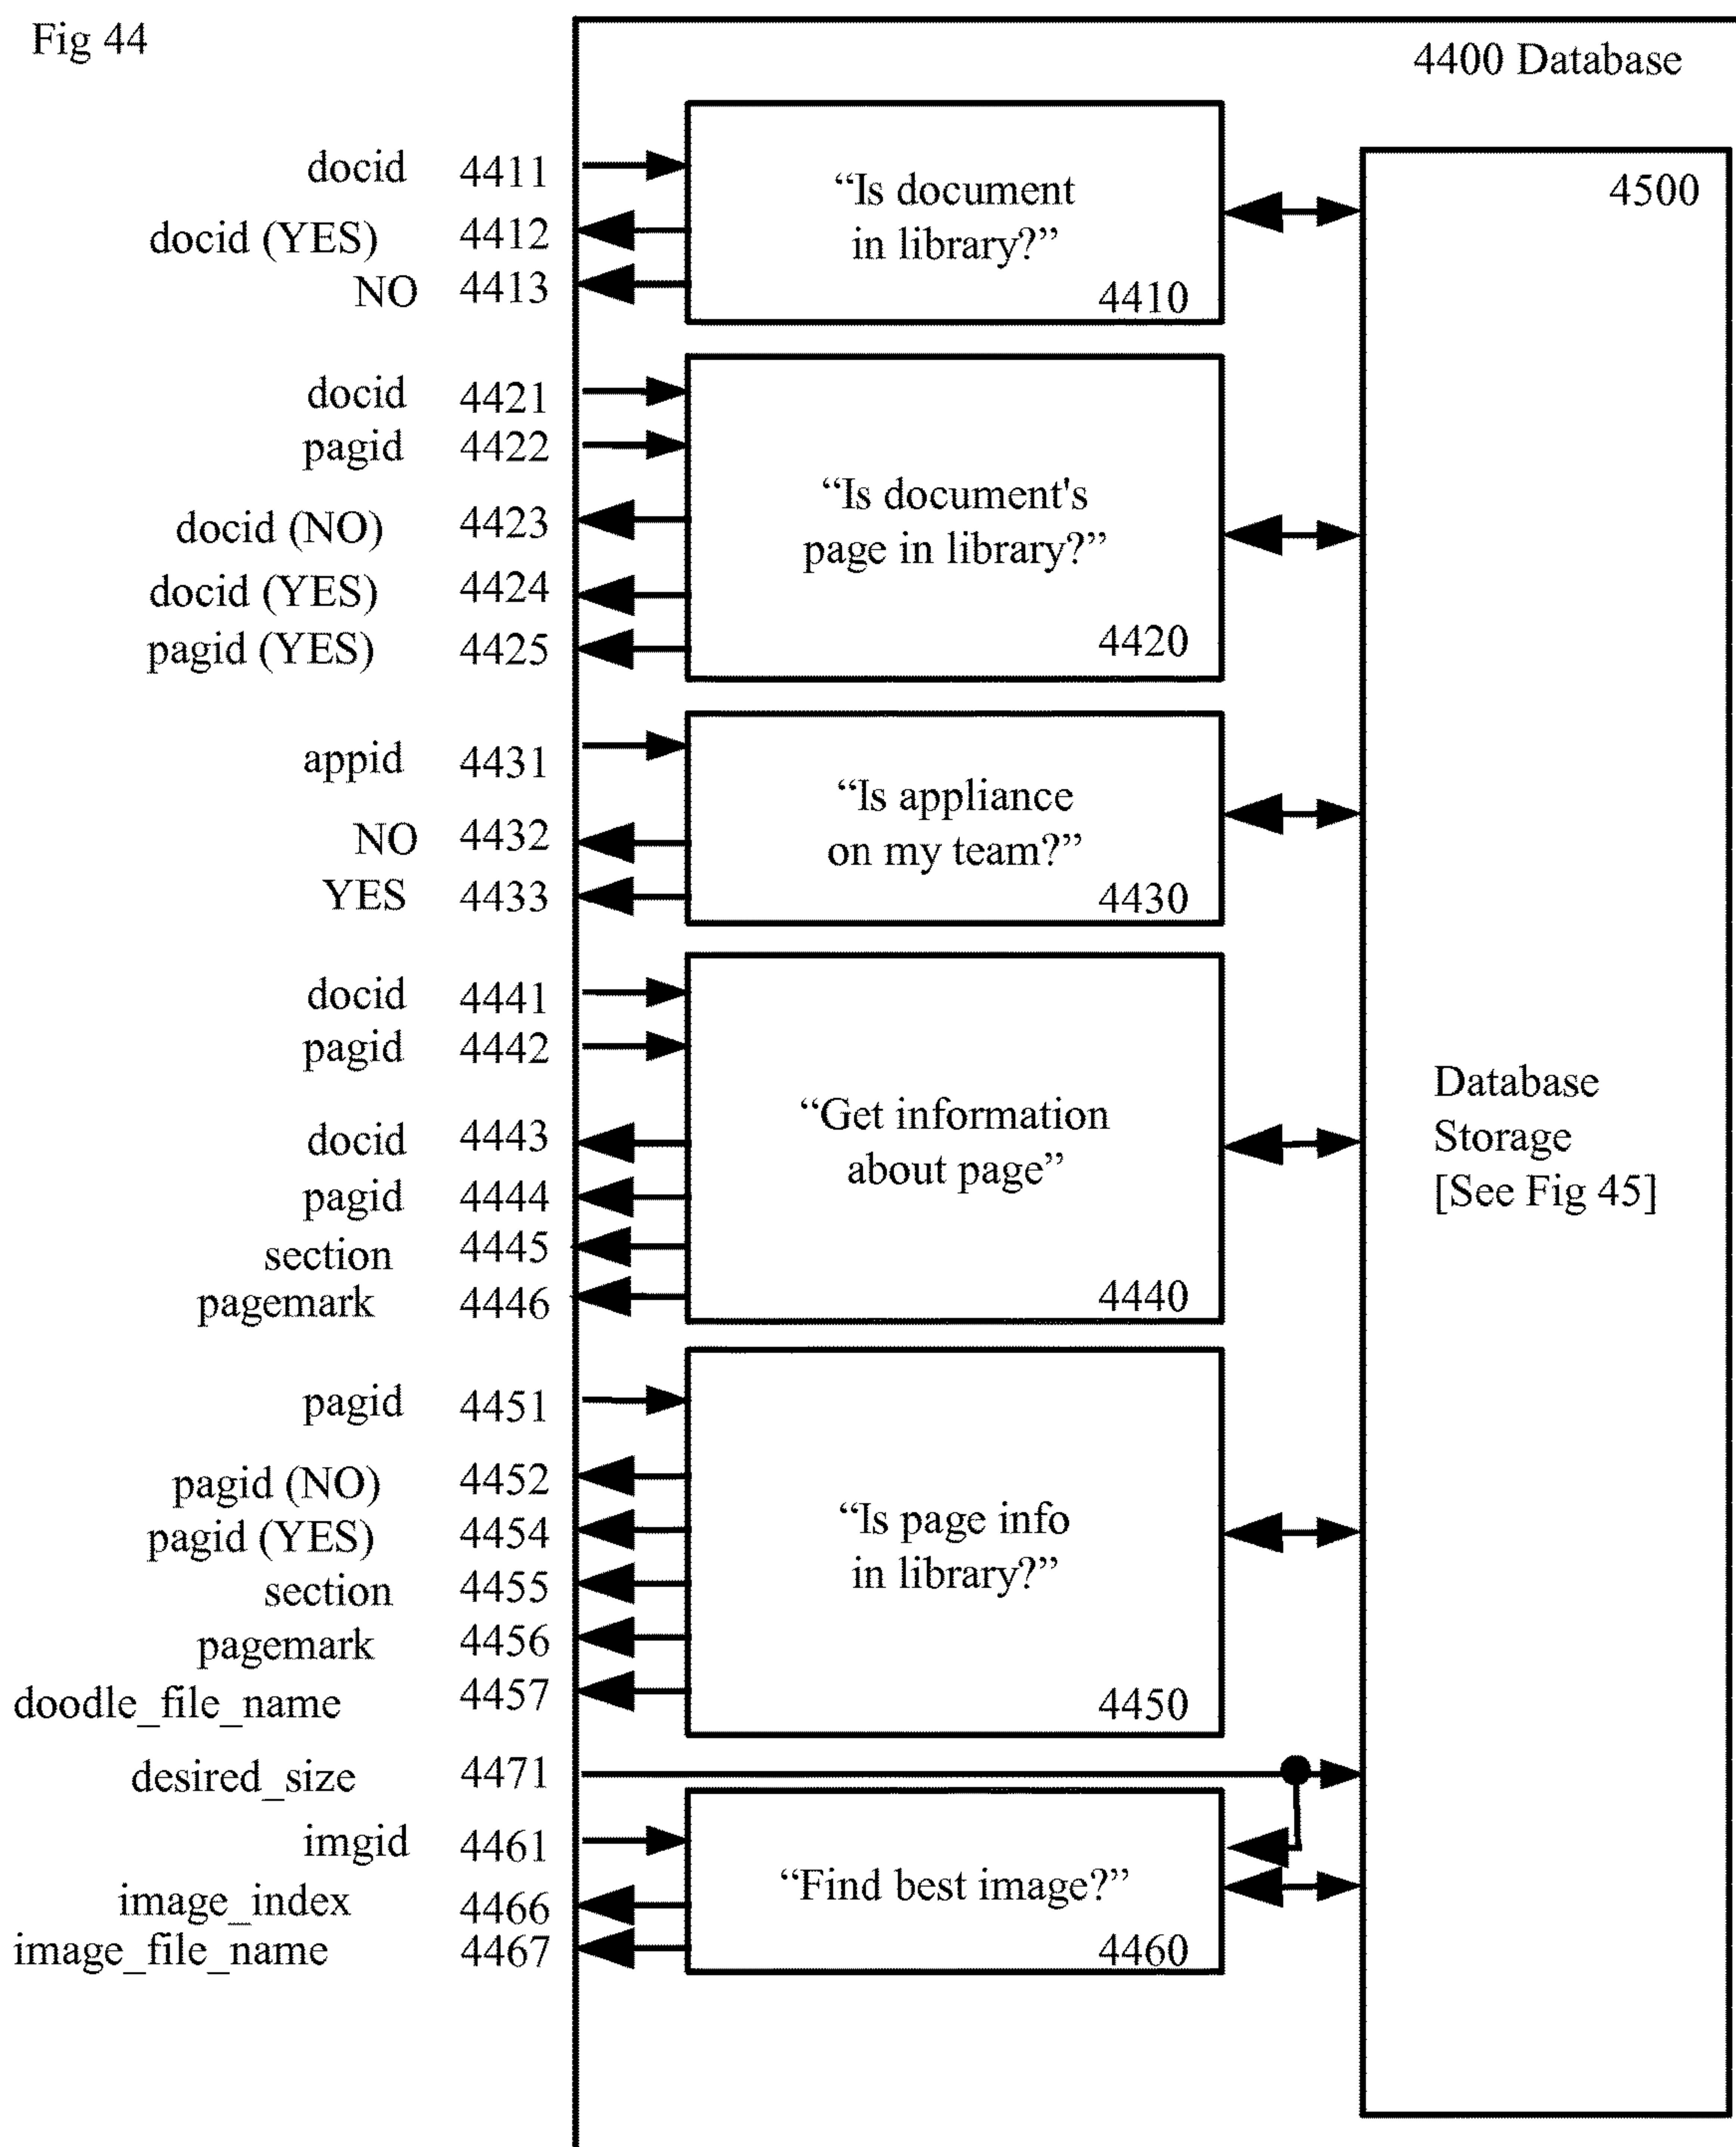 Fig 44
4400 Database
4500
docid 4411
docid (YES) 4412
NO 4413
“Is document
in library?”
4410
docid 4421
pagid 4422
docid (NO) 4423
docid (YES) 4424
pagid (YES) 4425
“Is document's
page in library?”
4420
appid 4431
NO 4432
YES 4433
“Is appliance
on my team?”
4430
docid 4441
pagid 4442
docid 4443
pagid 4444
section 4445
pagemark 4446
“Get information
about page”
4440
Database
Storage
[See Fig 45]
pagid 4451
pagid (NO) 4452
pagid (YES) 4454
section 4455
pagemark 4456
doodle_file_name 4457
“Is page info
in library?”
4450
desired_size 4471
imgid 4461
image_index 4466
image_file_name 4467
“Find best image?”
4460